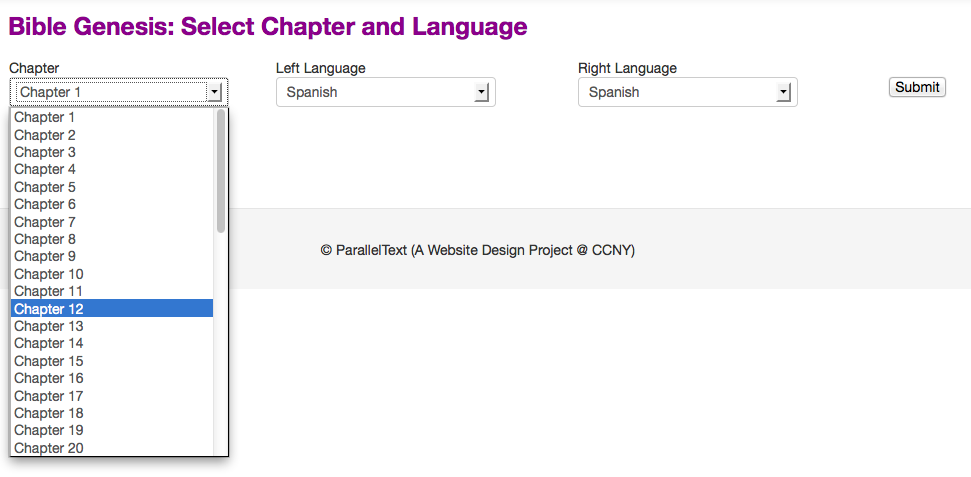 Bible Genesis: Select Chapter and Language
Chapter Left Language Right Language
Chapter 1 Spanish Spanish Submit
Chapter 1
Chapter 2
Chapter 3
Chapter 4
Chapter 5
Chapter 6
Chapter 7
Chapter 8
Chapter 9
Chapter 10
Chapter 11
Chapter 12
Chapter 13
Chapter 14
Chapter 15
Chapter 16
Chapter 17
Chapter 18
Chapter 19
Chapter 20
© ParallelText (A Website Design Project @ CCNY)